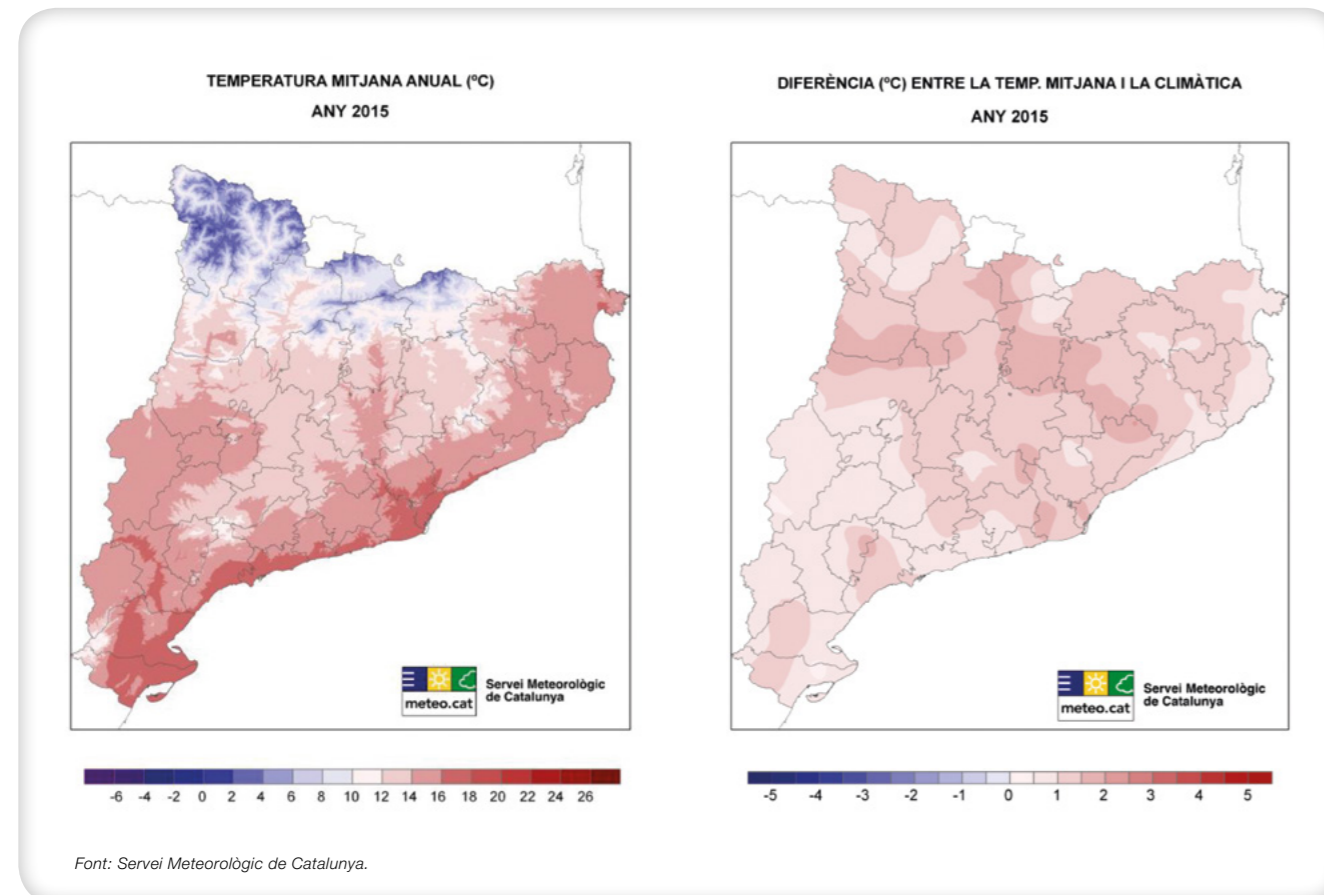 TEMPERATURA MITJANA ANUAL (ºC)
ANY 2015
meteo.cat
Servei Meteorològic
de Catalunya
-6 -4 -2 0 2 4 6 8 10 12 14 16 18 20 22 24 26
DIFERÈNCIA (ºC) ENTRE LA TEMP. MITJANA I LA CLIMÀTICA
ANY 2015
meteo.cat
Servei Meteorològic
de Catalunya
-5 -4 -3 -2 -1 0 1 2 3 4 5
Font: Servei Meteorològic de Catalunya.